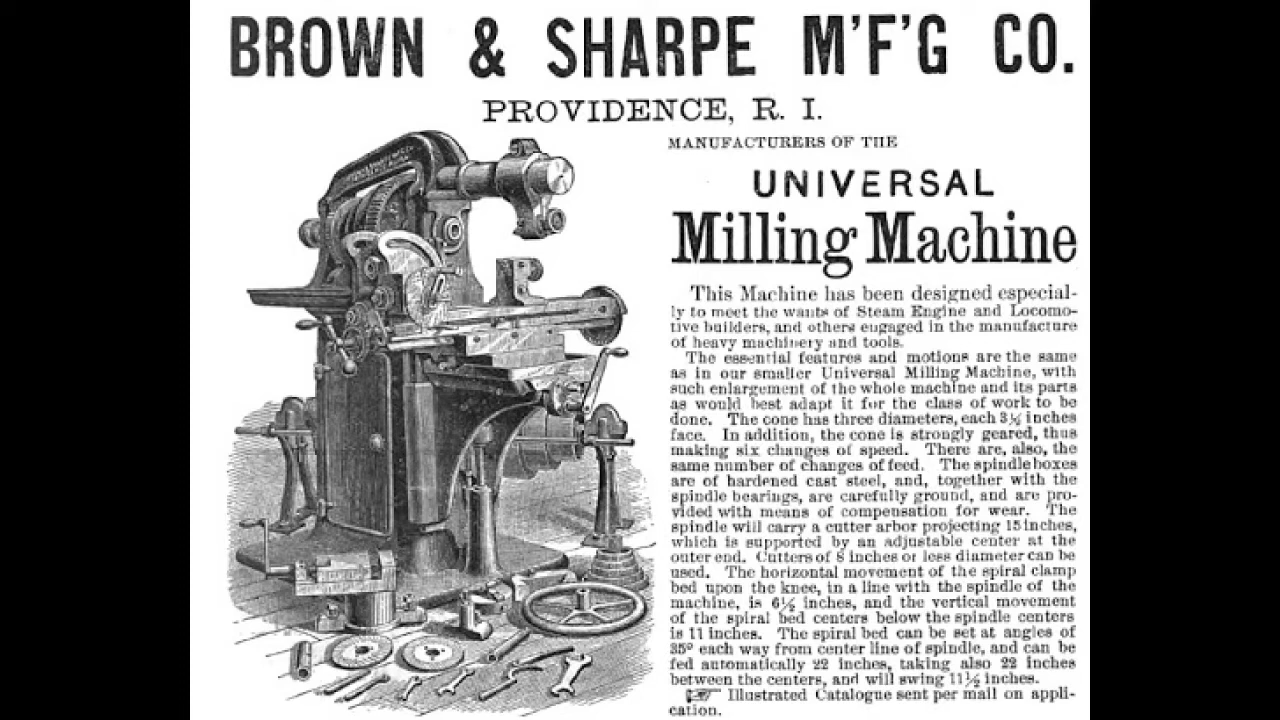 BROWN & SHARPE M'F'G CO.
PROVIDENCE, R. I.
MANUFACTURERS OF THE
UNIVERSAL
Milling Machine
This Machine has been designed especial-
ly to meet the wants of Steam Engine and Locomo-
tive builders, and others engaged in the manufacture
of heavy machinery and tools.
The essential features and motions are the same
as in our smaller Universal Milling Machine, with
such enlargement of the whole machine and its parts
as would best adapt it for the class of work to be
done. The cone has three diameters, each 3½ inches
face. In addition, the cone is strongly geared, thus
making six changes of speed. There are, also, the
same number of changes of feed. The spindle boxes
are of hardened cast steel, and, together with the
spindle bearings, are carefully ground, and are pro-
vided with means of compensation for wear. The
spindle will carry a cutter arbor projecting 15 inches,
which is supported by an adjustable center at the
outer end. Cutters of 8 inches or less diameter can be
used. The horizontal movement of the spiral clamp
bed upon the knee, in a line with the spindle of the
machine, is 6½ inches, and the vertical movement
of the spiral bed centers below the spindle centers
is 11 inches. The spiral bed can be set at angles of
35° each way from center line of spindle, and can be
fed automatically 22 inches, taking also 22 inches
between the centers, and will swing 11½ inches.
☞ Illustrated Catalogue sent per mail on appli-
cation.